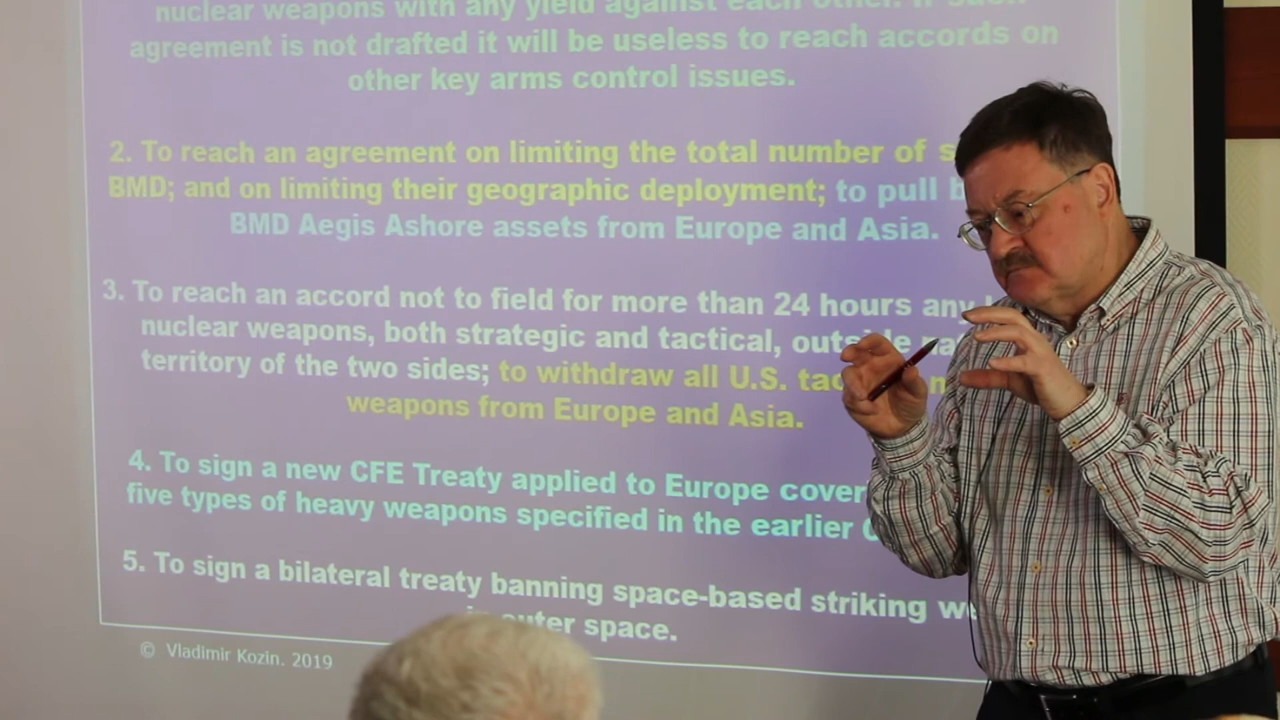 nuclear weapons with any yield against each other. If such
agreement is not drafted it will be useless to reach accords on
other key arms control issues.
2. To reach an agreement on limiting the total number of
BMD; and on limiting their geographic deployment; to pull
BMD Aegis Ashore assets from Europe and Asia.
3. To reach an accord not to field for more than 24 hours any
nuclear weapons, both strategic and tactical, outside
territory of the two sides; to withdraw all U.S.
weapons from Europe and Asia.
4. To sign a new CFE Treaty applied to Europe
five types of heavy weapons specified in the earlier
5. To sign a bilateral treaty banning space-based striking
in outer space.
© Vladimir Kozin. 2019